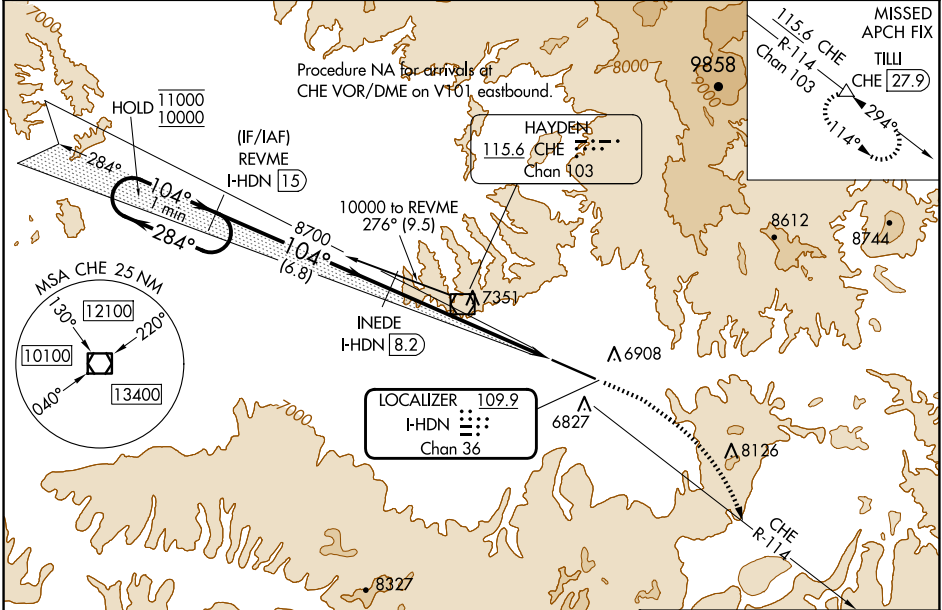 7000
Procedure NA for arrivals at
CHE VOR/DME on V101 eastbound.
8000
9858
9000
MISSED
APCH FIX
TILLI
CHE 27.9
115.6 CHE
R-114
Chan 103
294°
114°
HOLD 11000
10000
(IF/IAF)
REVME
I-HDN 15
HAYDEN
115.6 CHE
Chan 103
284°
104°
1 min
284°
10000 to REVME
276° (9.5)
8700
104°
(6.8)
8612
8744
7351
INEDE
I-HDN 8.2
MSA CHE 25 NM
130°
12100
220°
10100
13400
040°
6908
LOCALIZER 109.9
I-HDN
Chan 36
6827
8126
7000
CHE
R-114
8327